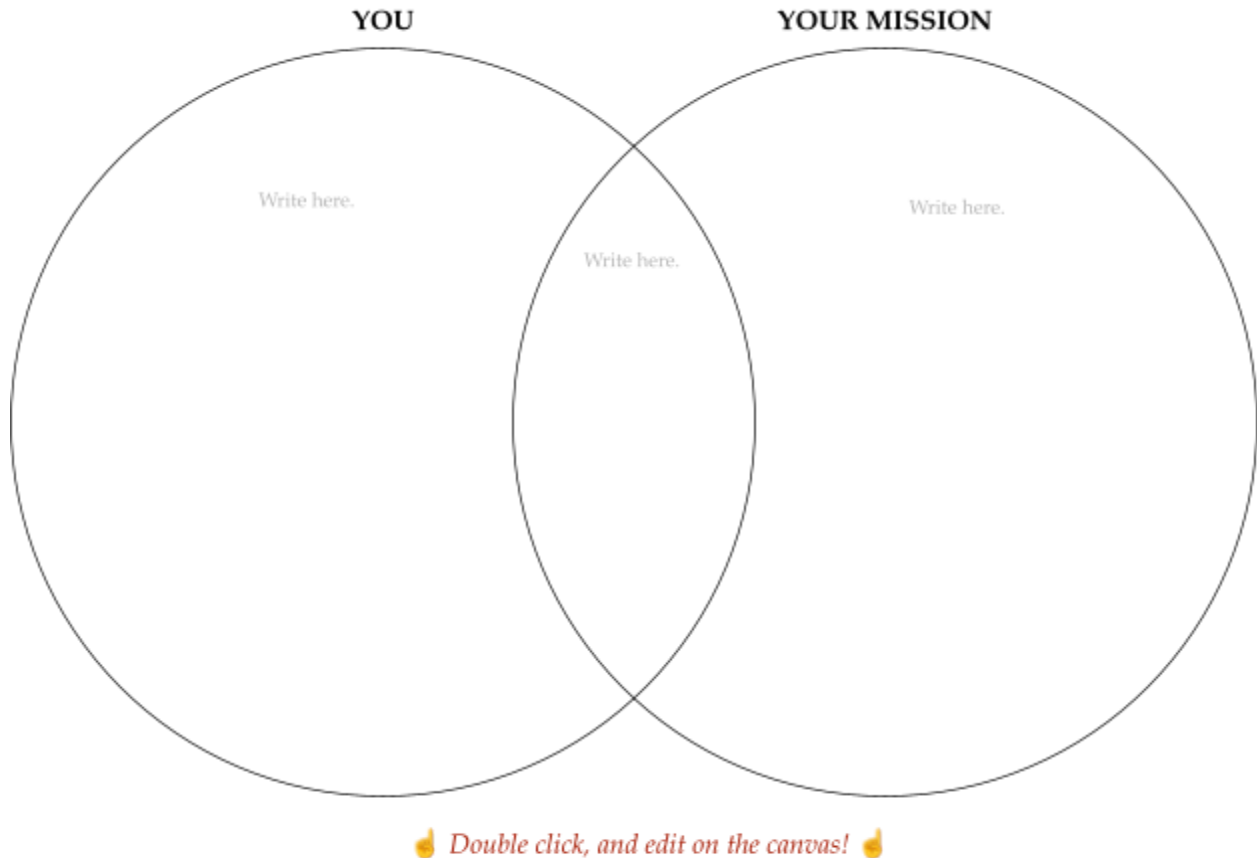 YOU YOUR MISSION
Write here.
Write here.
Write here.
☝ Double click, and edit on the canvas! ☝